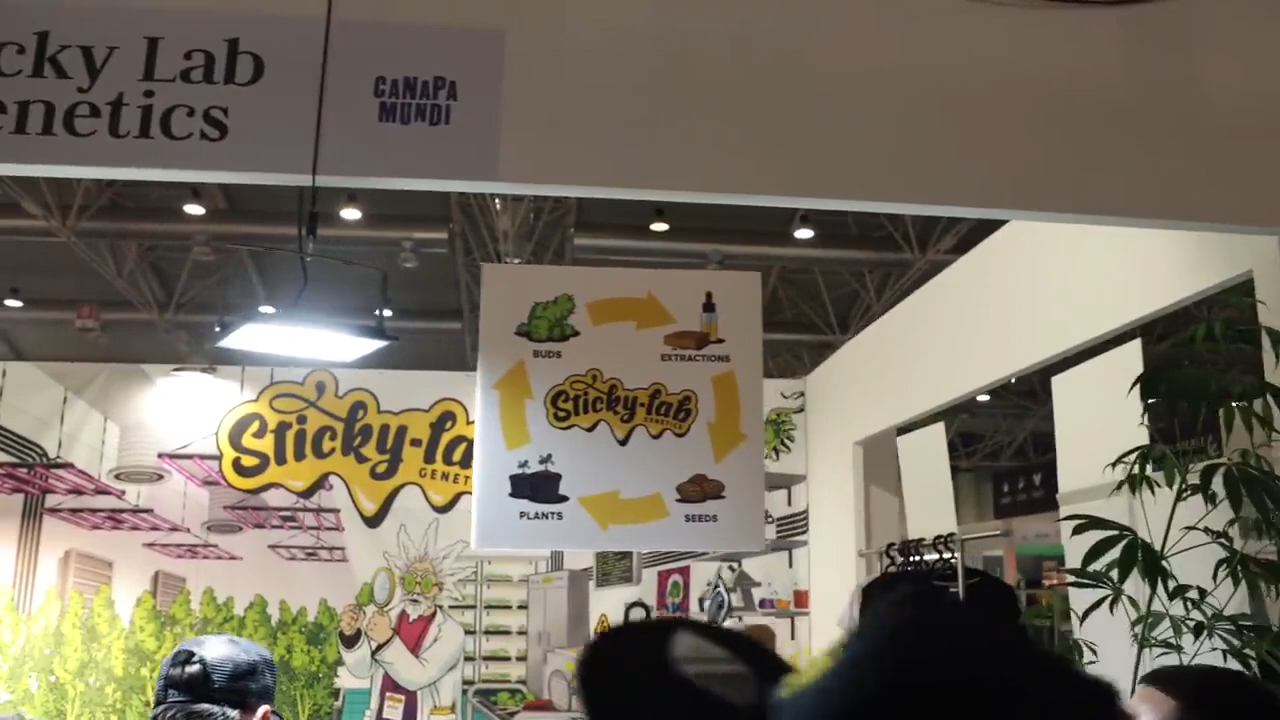 cky Lab
enetics
CANAPA
MUNDI
BUDS
EXTRACTIONS
Sticky-lab
GENETICS
PLANTS
SEEDS
Sticky-la
GENET